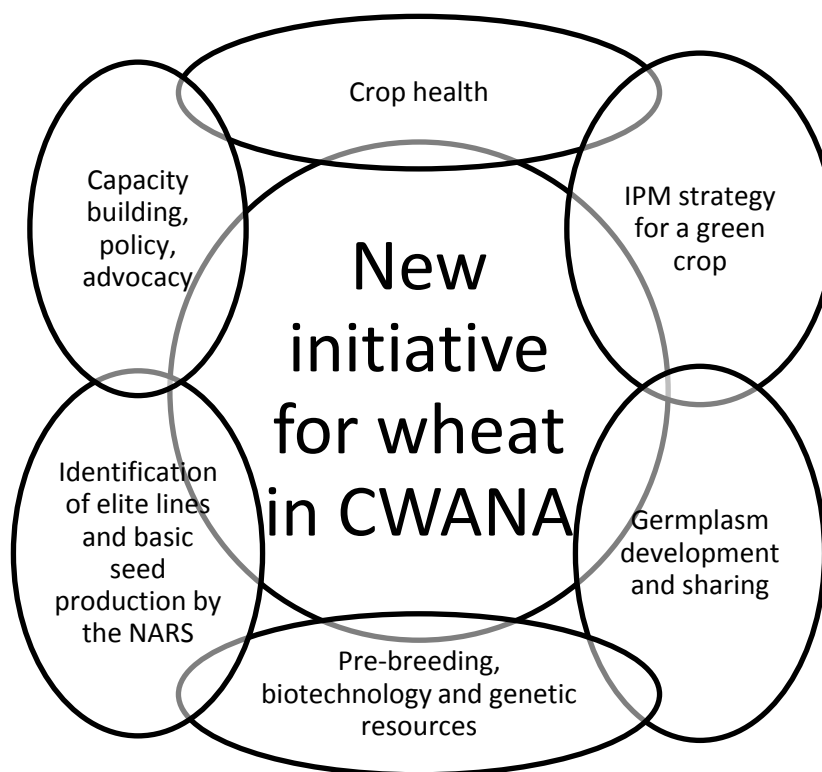 Crop health
Capacity
building,
policy,
advocacy
IPM strategy
for a green
crop
New
initiative
for wheat
in CWANA
Identification
of elite lines
and basic
seed
production by
the NARS
Germplasm
development
and sharing
Pre-breeding,
biotechnology and genetic
resources